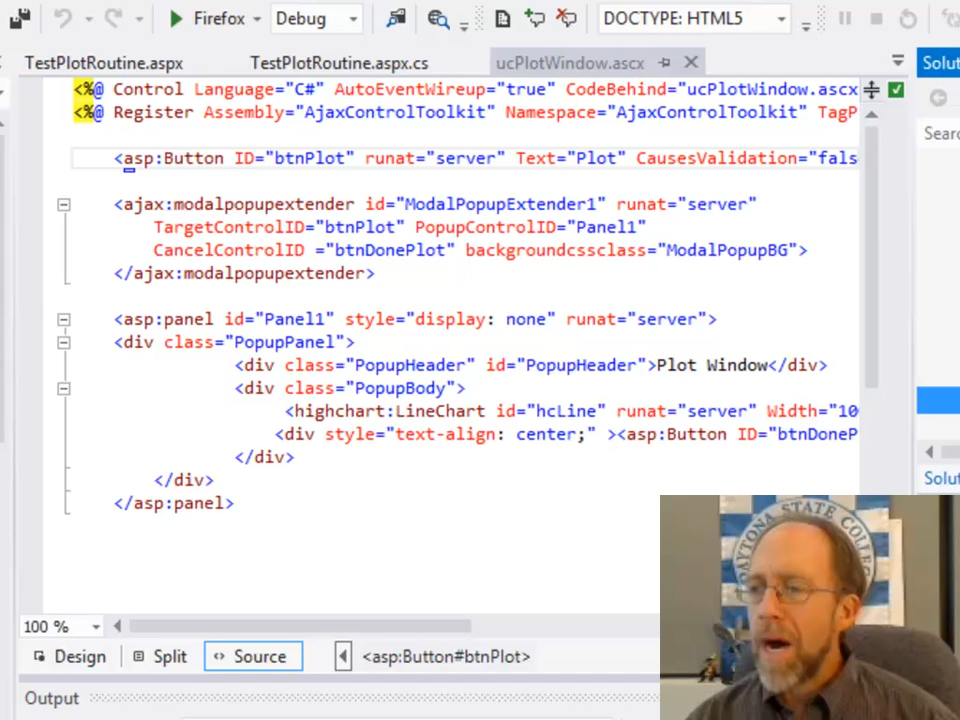 Firefox Debug DOCTYPE: HTML5
TestPlotRoutine.aspx TestPlotRoutine.aspx.cs ucPlotWindow.ascx Solu
<%@ Control Language="C#" AutoEventWireup="true" CodeBehind="ucPlotWindow.ascx
<%@ Register Assembly="AjaxControlToolkit" Namespace="AjaxControlToolkit" TagP
Sear
<asp:Button ID="btnPlot" runat="server" Text="Plot" CausesValidation="fals
<ajax:modalpopupextender id="ModalPopupExtender1" runat="server"
TargetControlID="btnPlot" PopupControlID="Panel1"
CancelControlID ="btnDonePlot" backgroundcssclass="ModalPopupBG">
</ajax:modalpopupextender>
<asp:panel id="Panel1" style="display: none" runat="server">
<div class="PopupPanel">
<div class="PopupHeader" id="PopupHeader">Plot Window</div>
<div class="PopupBody">
<highchart:LineChart id="hcLine" runat="server" Width="10
<div style="text-align: center;" ><asp:Button ID="btnDoneP
</div>
</div>
</asp:panel>
Solut
DAYTONA STATE COLLEGE
100 %
Design Split Source <asp:Button#btnPlot>
Output